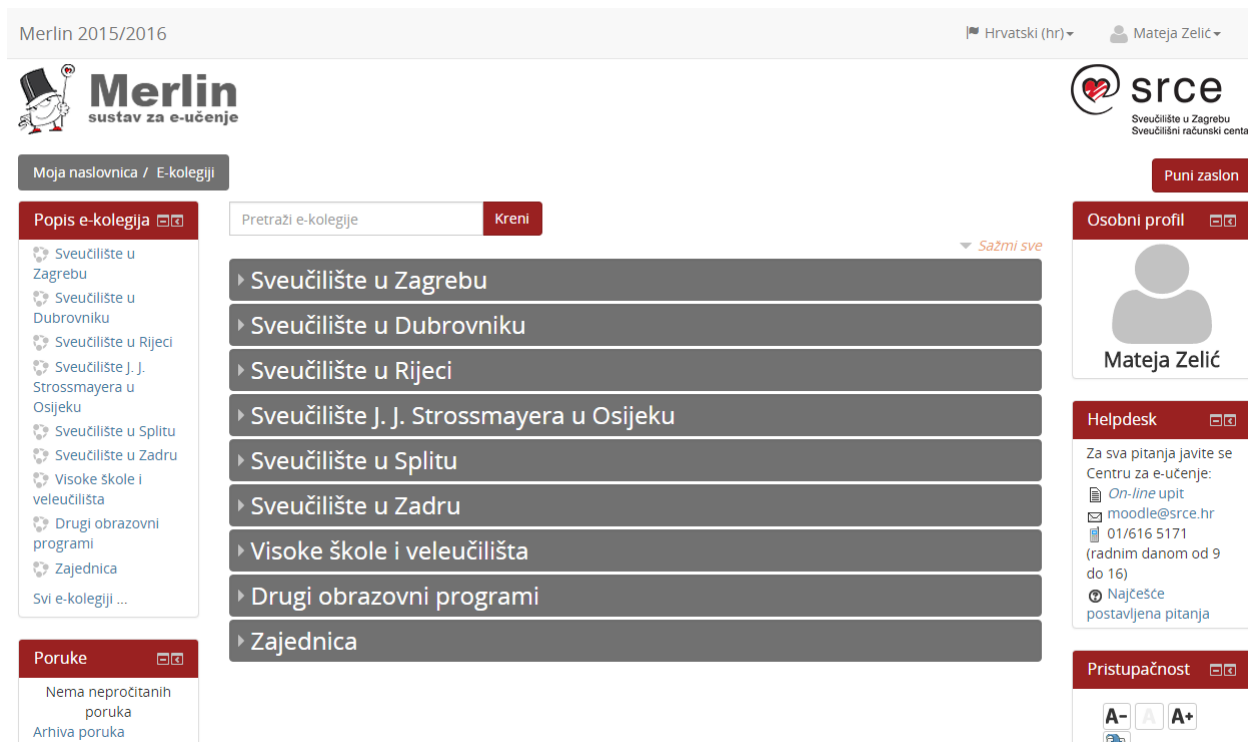 Merlin 2015/2016
Hrvatski (hr)
Mateja Zelić
Merlin
sustav za e-učenje
srce
Sveučilište u Zagrebu
Sveučilišni računski centa
Moja naslovnica / E-kolegiji
Puni zaslon
Popis e-kolegija
Sveučilište u
Zagrebu
Sveučilište u
Dubrovniku
Sveučilište u Rijeci
Sveučilište J. J.
Strossmayera u
Osijeku
Sveučilište u Splitu
Sveučilište u Zadru
Visoke škole i
veleučilišta
Drugi obrazovni
programi
Zajednica
Svi e-kolegiji ...
Poruke
Nema nepročitanih
poruka
Arhiva poruka
Pretraži e-kolegije
Kreni
Sažmi sve
Sveučilište u Zagrebu
Sveučilište u Dubrovniku
Sveučilište u Rijeci
Sveučilište J. J. Strossmayera u Osijeku
Sveučilište u Splitu
Sveučilište u Zadru
Visoke škole i veleučilišta
Drugi obrazovni programi
Zajednica
Osobni profil
Mateja Zelić
Helpdesk
Za sva pitanja javite se
Centru za e-učenje:
On-line upit
moodle@srce.hr
01/616 5171
(radnim danom od 9
do 16)
Najčešće
postavljena pitanja
Pristupačnost
A- A A+